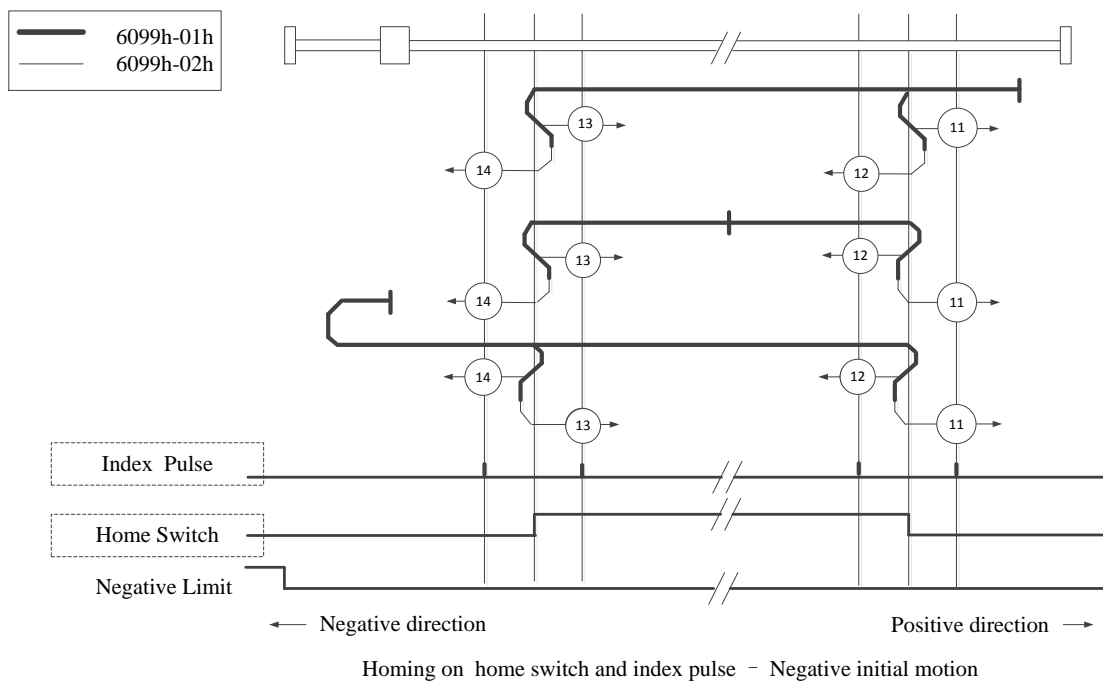 6099h-01h
6099h-02h
13
11
14
12
13
12
14
11
14
12
13
11
Index Pulse
Home Switch
Negative Limit
Negative direction
Positive direction
Homing on home switch and index pulse - Negative initial motion